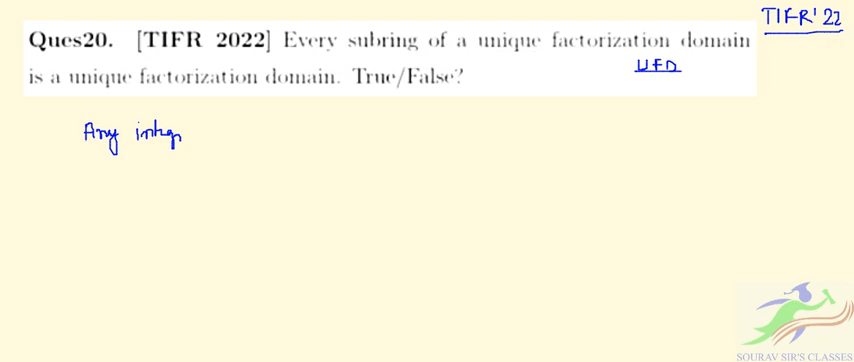 TIFR'22
Ques20. [TIFR 2022] Every subring of a unique factorization domain
is a unique factorization domain. True/False?
UFD
Any integ
SOURAV SIR'S CLASSES